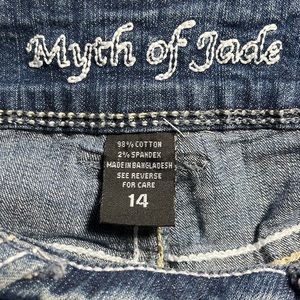 Myth of Jade
98% COTTON
2% SPANDEX
MADE IN BANGLADESH
SEE REVERSE
FOR CARE
14